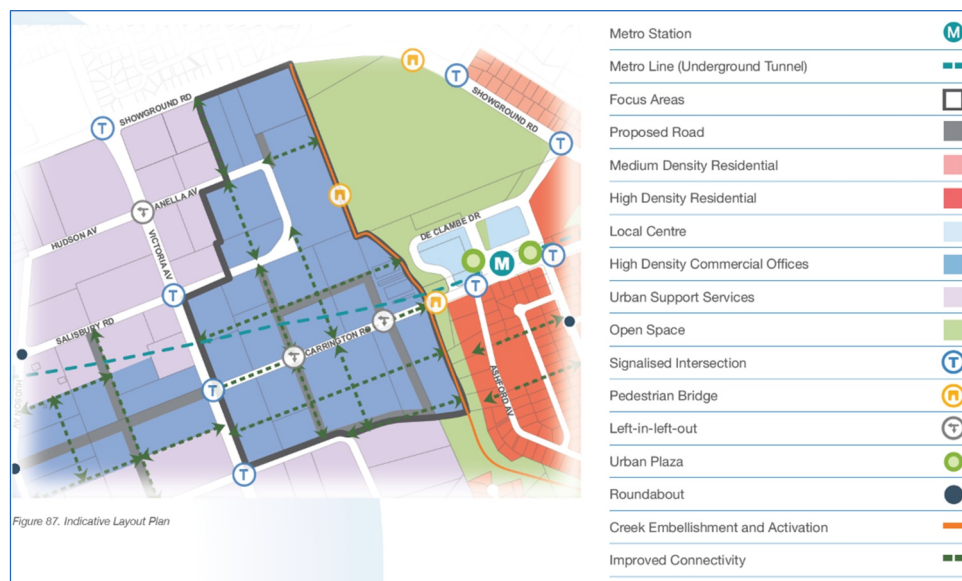 SHOWGROUND RD
SHOWGROUND RD
T
T
T
ANELLA AV
HUDSON AV
VICTORIA AV
DE CLAMBE DR
M
T
T
T
SALISBURY RD
CARRINGTON RD
HUDSON AV
T
ASHFORD AV
T
Figure 87. Indicative Layout Plan
Metro Station
M
Metro Line (Underground Tunnel)
Focus Areas
Proposed Road
Medium Density Residential
High Density Residential
Local Centre
High Density Commercial Offices
Urban Support Services
Open Space
Signalised Intersection
T
Pedestrian Bridge
Left-in-left-out
Urban Plaza
Roundabout
Creek Embellishment and Activation
Improved Connectivity